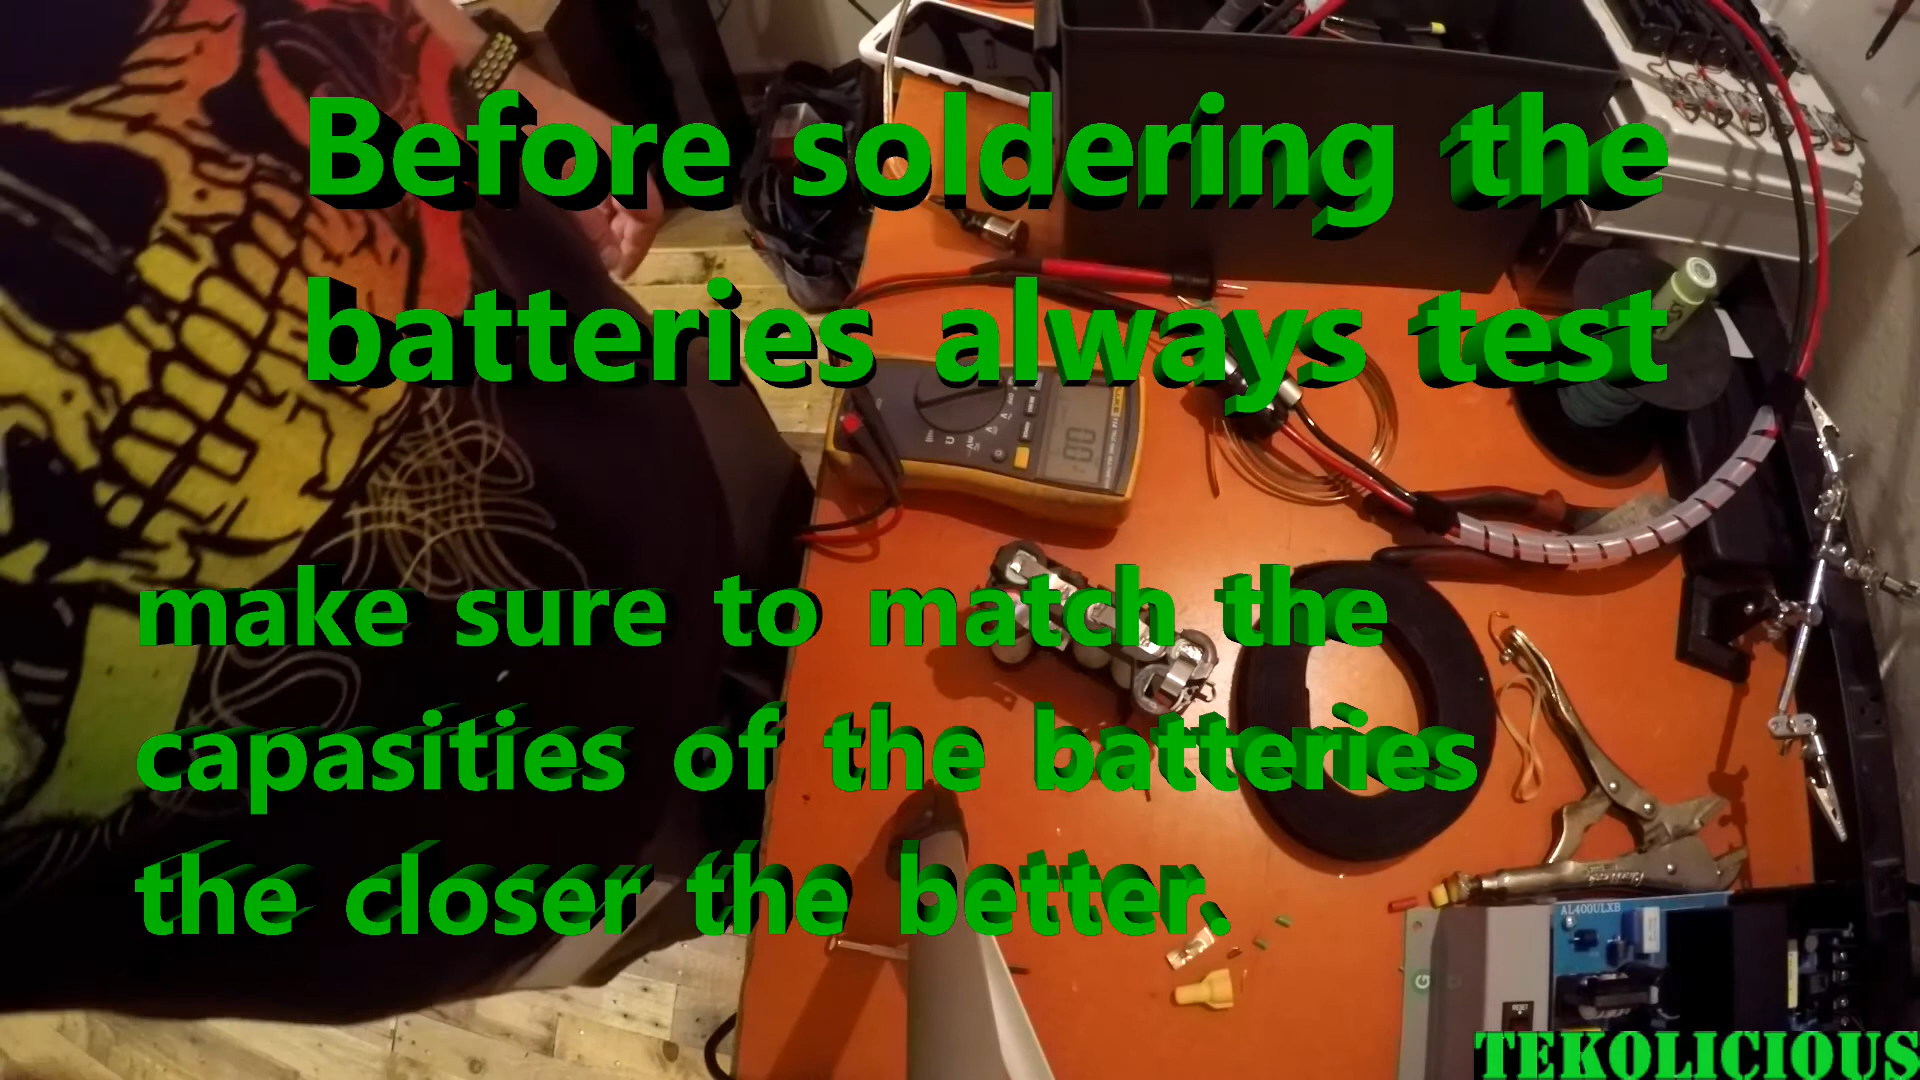 Before soldering the
batteries always test
make sure to match the
capasities of the batteries
the closer the better.
AL400ULXB
RESET
G
TEKOLICIOUS